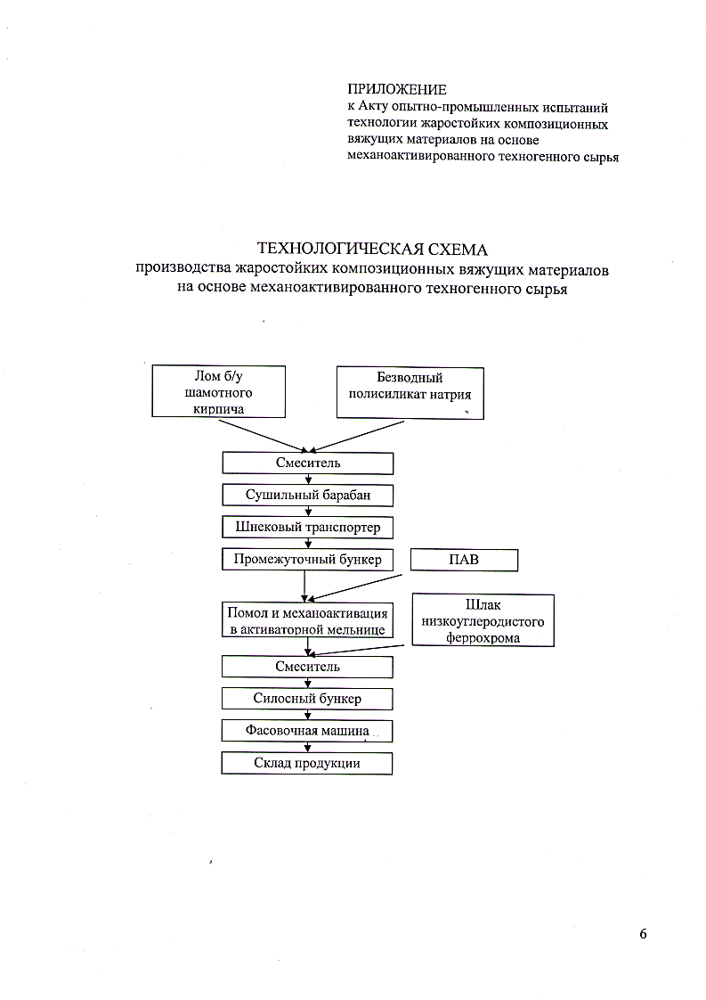 ПРИЛОЖЕНИЕ
к Акту опытно-промышленных испытаний
технологии жаростойких композиционных
вяжущих материалов на основе
механоактивированного техногенного сырья
ТЕХНОЛОГИЧЕСКАЯ СХЕМА
производства жаростойких композиционных вяжущих материалов
на основе механоактивированного техногенного сырья
Лом б/у
шамотного
кирпича
Безводный
полисиликат натрия
Смеситель
Сушильный барабан
Шнековый транспортер
Промежуточный бункер
ПАВ
Помол и механоактивация
в активаторной мельнице
Шлак
низкоуглеродистого
феррохрома
Смеситель
Силосный бункер
Фасовочная машина
Склад продукции
6